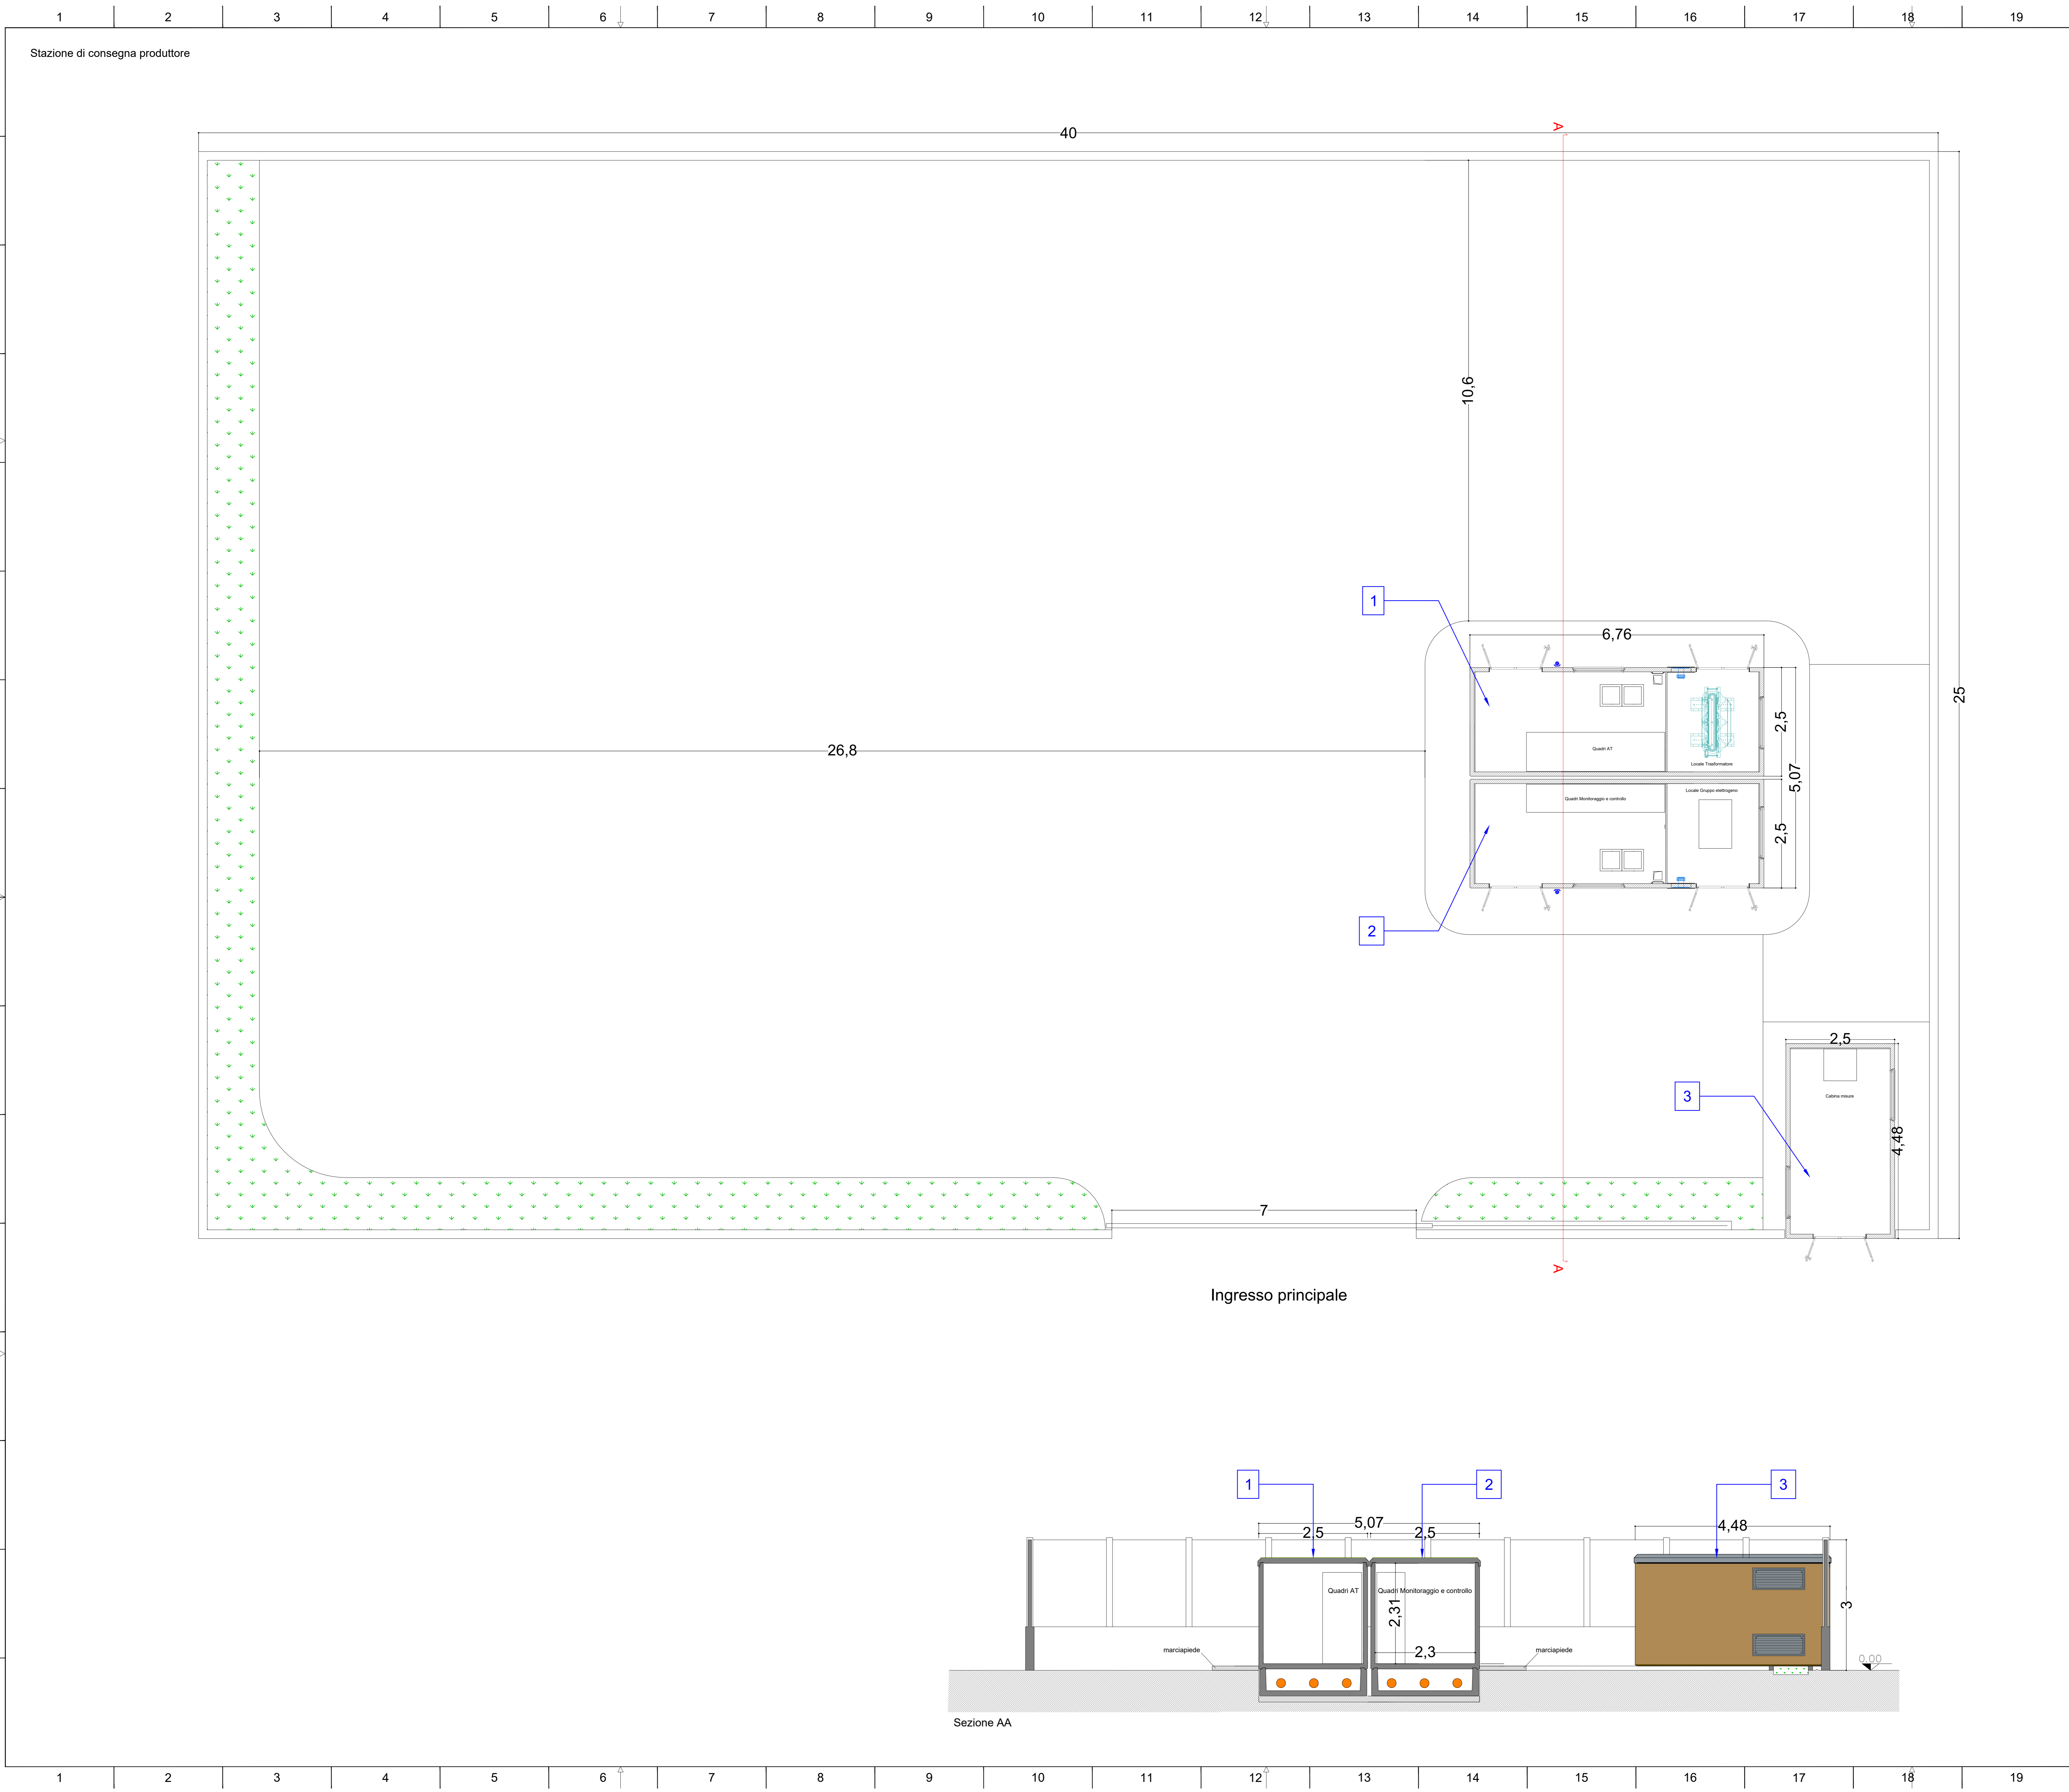 1 2 3 4 5 6 7 8 9 10 11 12 13 14 15 16 17 18 19
Stazione di consegna produttore
40
A
10,6
1
6,76
25
2,5
26,8
Quadri AT
Locale Trasformatore
5,07
Locale Gruppo elettrogeno
Quadri Monitoraggio e controllo
2,5
2
2,5
3
Cabina misure
4,48
7
A
Ingresso principale
1
2
3
5,07
4,48
2,5
2,5
Quadri AT
Quadri Monitoraggio e controllo
2,31
3
marciapiede
2,3
marciapiede
0.00
Sezione AA
1 2 3 4 5 6 7 8 9 10 11 12 13 14 15 16 17 18 19